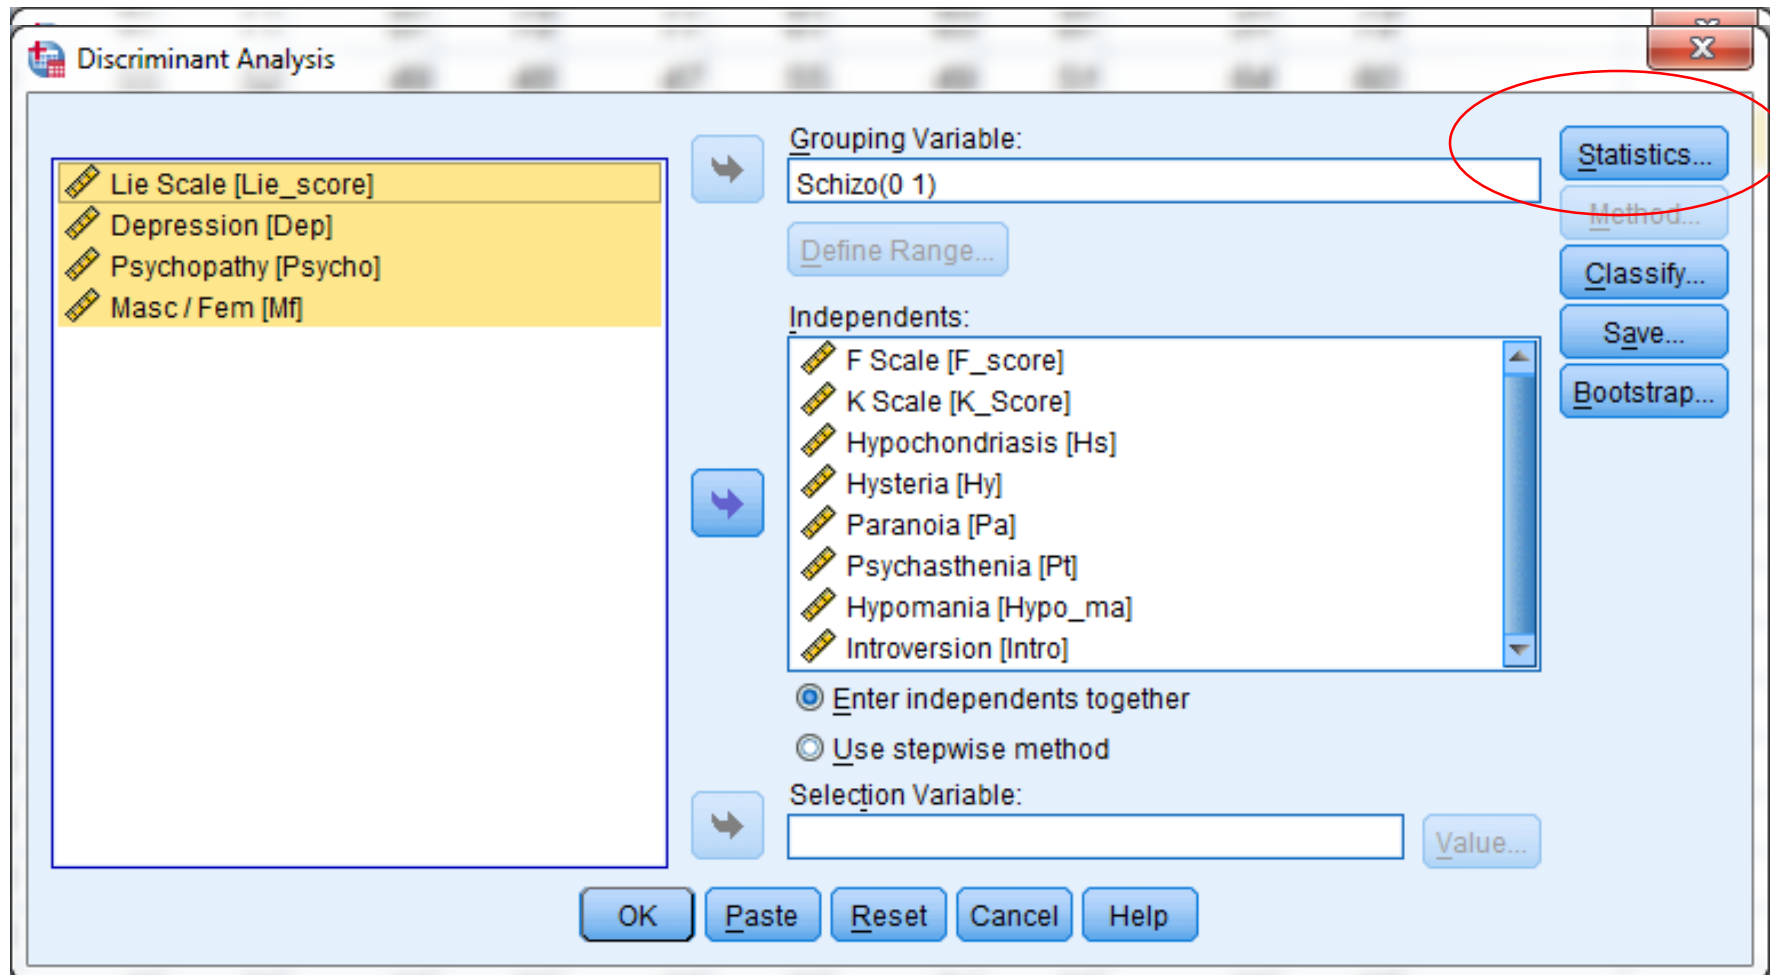 Discriminant Analysis
Lie Scale [Lie_score]
Depression [Dep]
Psychopathy [Psycho]
Masc / Fem [Mf]
Grouping Variable:
Schizo(0 1)
Define Range...
Independents:
F Scale [F_score]
K Scale [K_Score]
Hypochondriasis [Hs]
Hysteria [Hy]
Paranoia [Pa]
Psychasthenia [Pt]
Hypomania [Hypo_ma]
Introversion [Intro]
Enter independents together
Use stepwise method
Selection Variable:
Value...
Statistics...
Method...
Classify...
Save...
Bootstrap...
OK Paste Reset Cancel Help